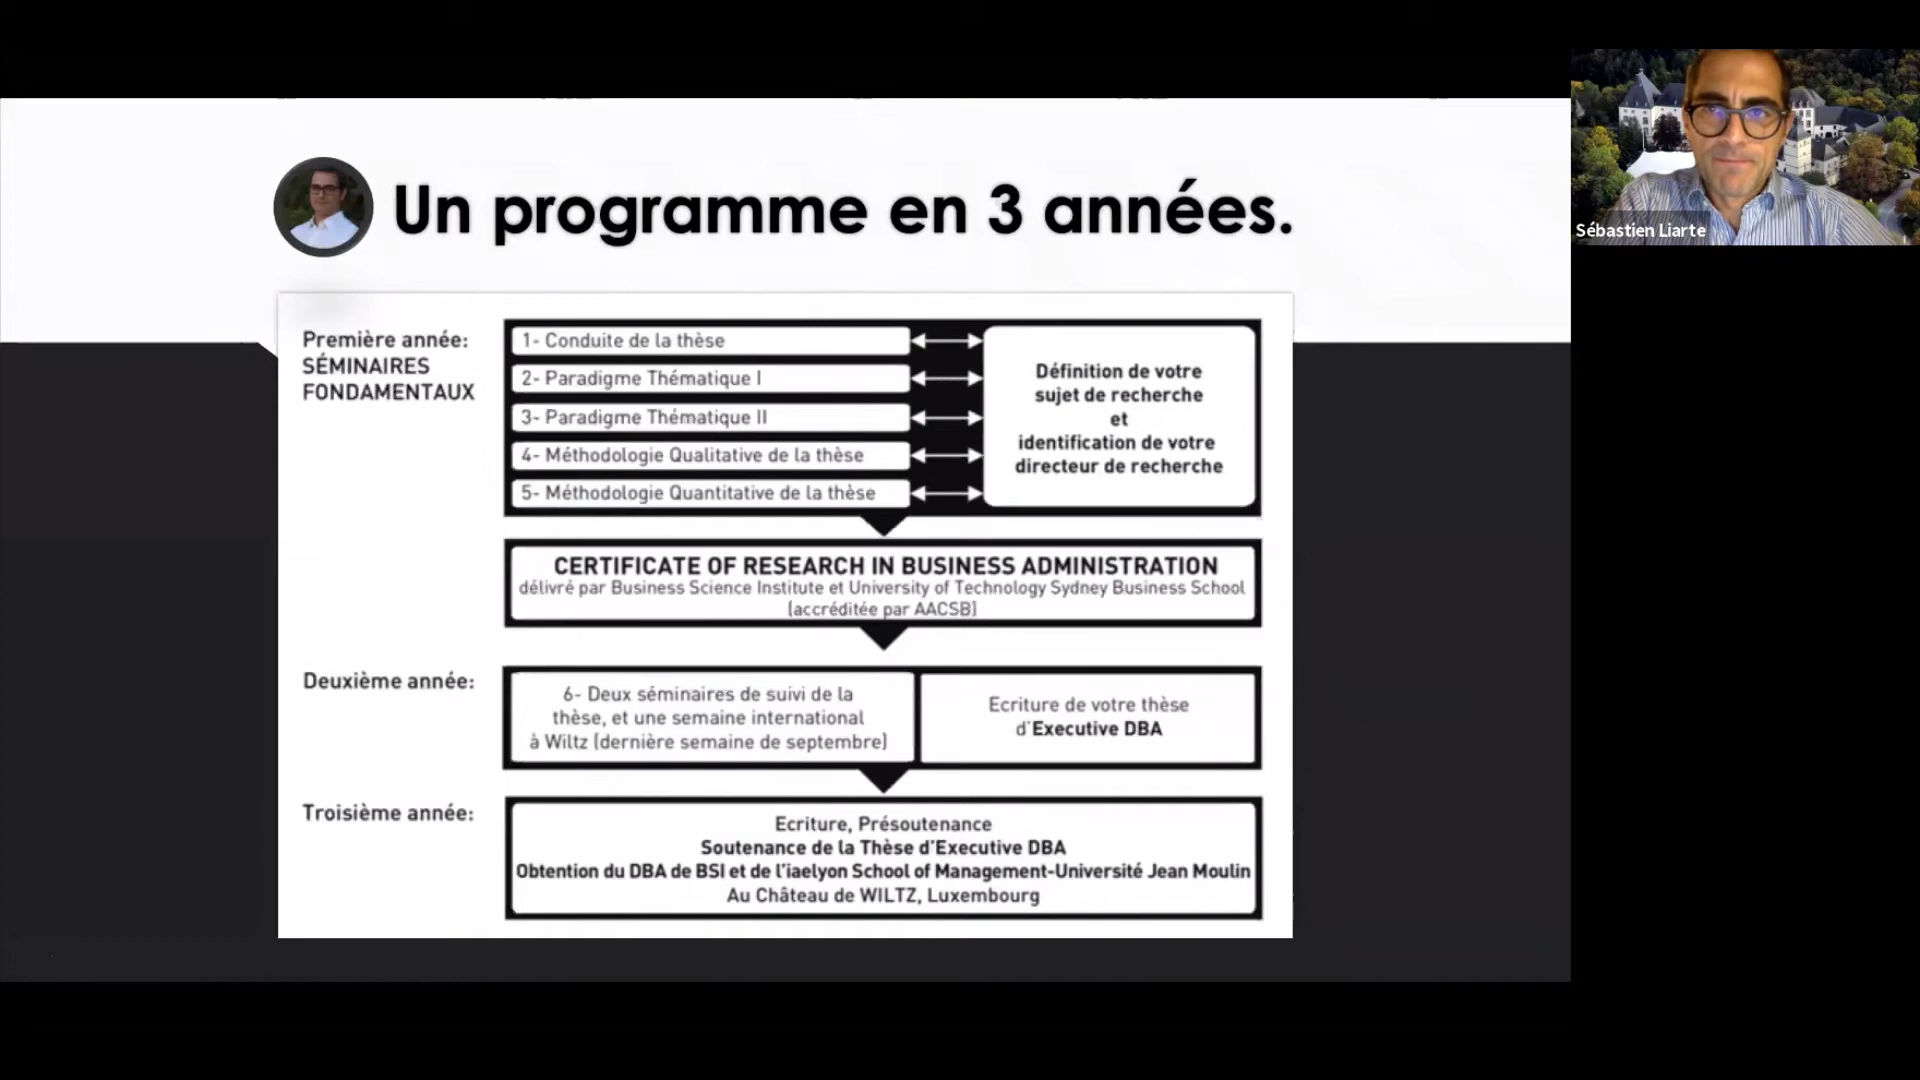 Un programme en 3 années.
Sébastien Liarte
Première année:
SÉMINAIRES
FONDAMENTAUX
1- Conduite de la thèse
2- Paradigme Thématique I
3- Paradigme Thématique II
4- Méthodologie Qualitative de la thèse
5- Méthodologie Quantitative de la thèse
Définition de votre
sujet de recherche
et
identification de votre
directeur de recherche
CERTIFICATE OF RESEARCH IN BUSINESS ADMINISTRATION
délivré par Business Science Institute et University of Technology Sydney Business School
(accréditée par AACSB)
Deuxième année:
6- Deux séminaires de suivi de la
thèse, et une semaine international
à Wiltz (dernière semaine de septembre)
Ecriture de votre thèse
d'Executive DBA
Troisième année:
Ecriture, Présoutenance
Soutenance de la Thèse d'Executive DBA
Obtention du DBA de BSI et de l'iaelyon School of Management-Université Jean Moulin
Au Château de WILTZ, Luxembourg